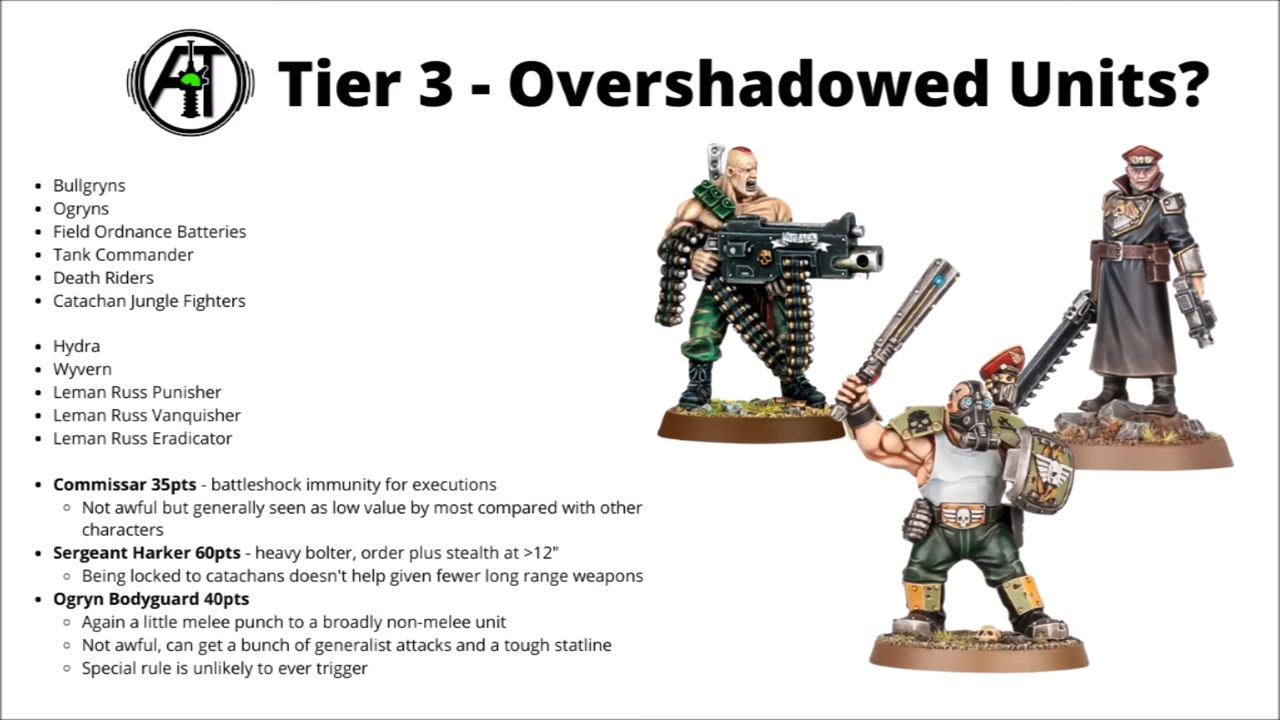 AT
Tier 3 - Overshadowed Units?
• Bullgryns
• Ogryns
• Field Ordnance Batteries
• Tank Commander
• Death Riders
• Catachan Jungle Fighters
• Hydra
• Wyvern
• Leman Russ Punisher
• Leman Russ Vanquisher
• Leman Russ Eradicator
• Commissar 35pts - battleshock immunity for executions
◦ Not awful but generally seen as low value by most compared with other
characters
• Sergeant Harker 60pts - heavy bolter, order plus stealth at >12"
◦ Being locked to catachans doesn't help given fewer long range weapons
• Ogryn Bodyguard 40pts
◦ Again a little melee punch to a broadly non-melee unit
◦ Not awful, can get a bunch of generalist attacks and a tough statline
◦ Special rule is unlikely to ever trigger